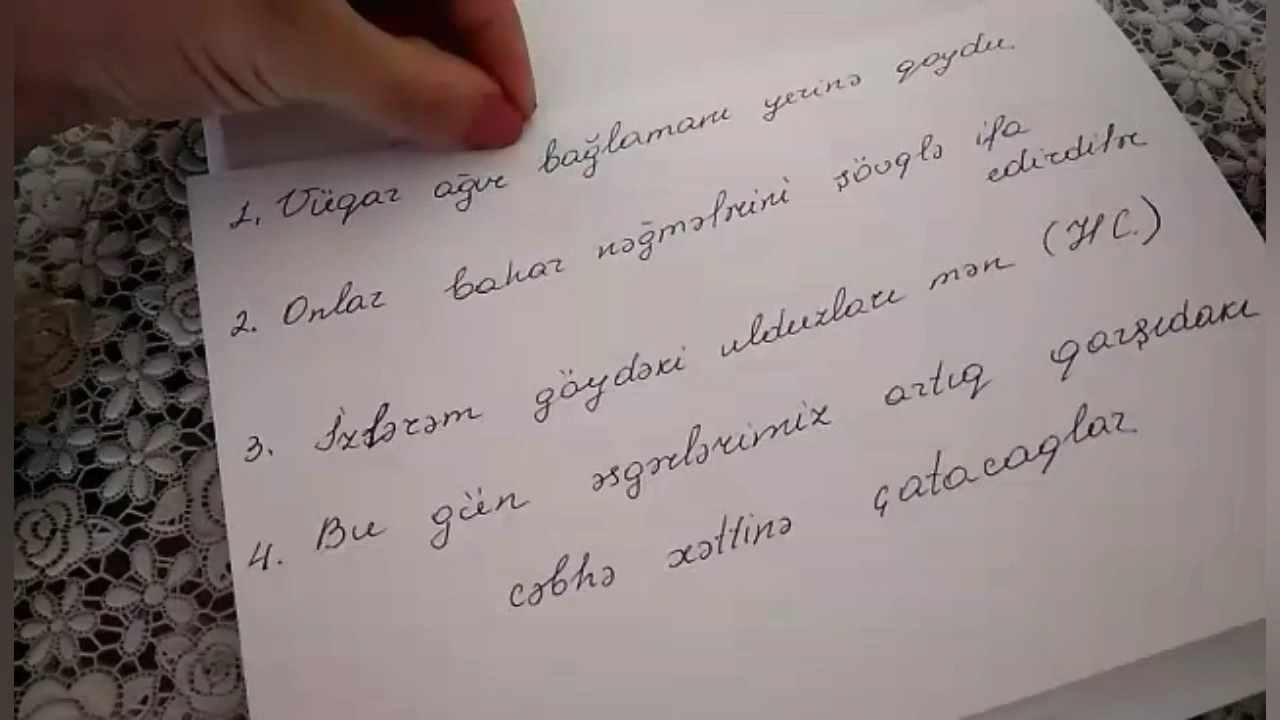 1. Vüqar ağır bağlamanı yerinə qoydu.
2. Onlar bahar nəğmələrini şövqlə ifa
edirdilər
3. İzlərəm göydəki ulduzları mən (H C.)
4. Bu gün əsgərlərimiz artıq qarşıdakı
cəbhə xəttinə çatacaqlar